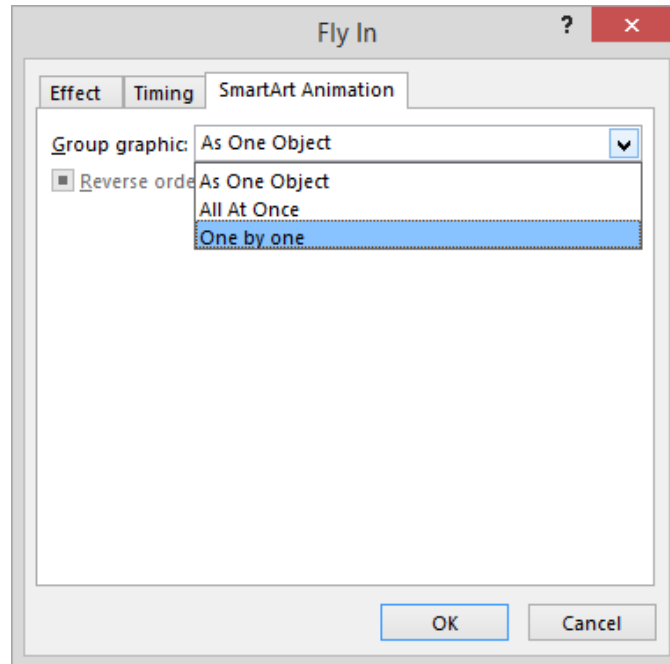 Fly In ?
Effect Timing SmartArt Animation
Group graphic: As One Object
Reverse orde
As One Object
All At Once
One by one
OK Cancel